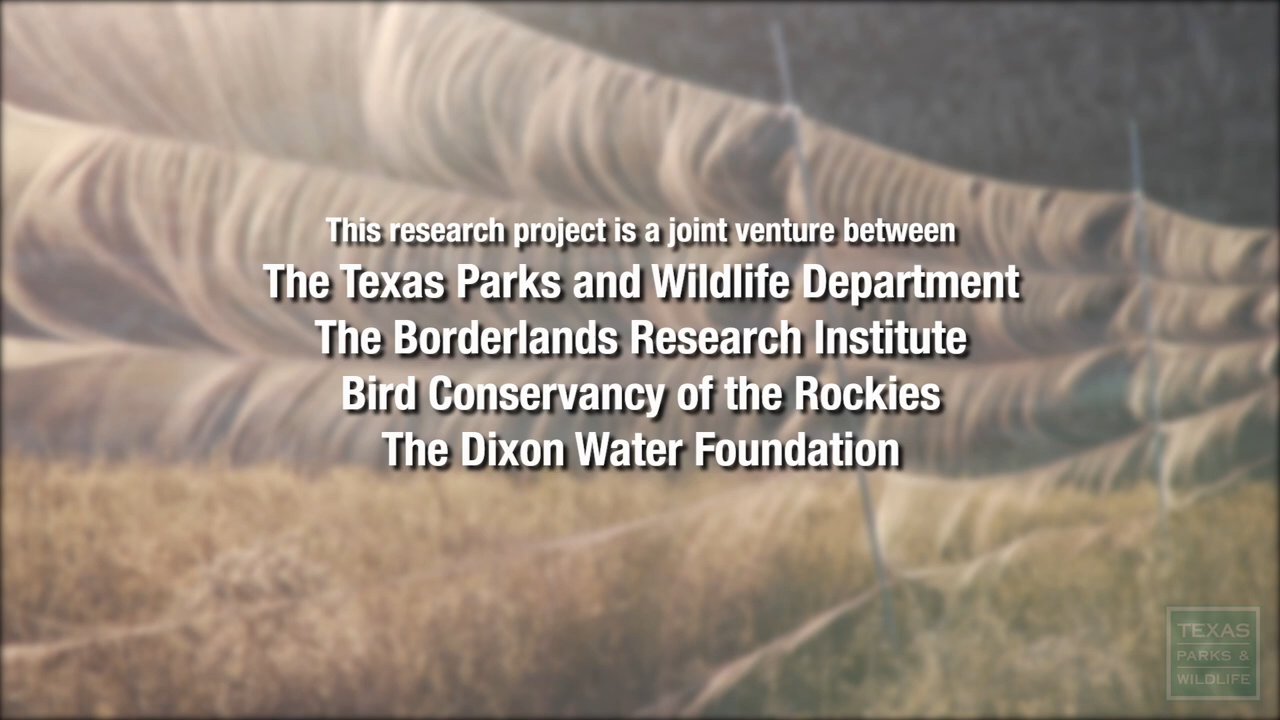 This research project is a joint venture between
The Texas Parks and Wildlife Department
The Borderlands Research Institute
Bird Conservancy of the Rockies
The Dixon Water Foundation
TEXAS
PARKS &
WILDLIFE